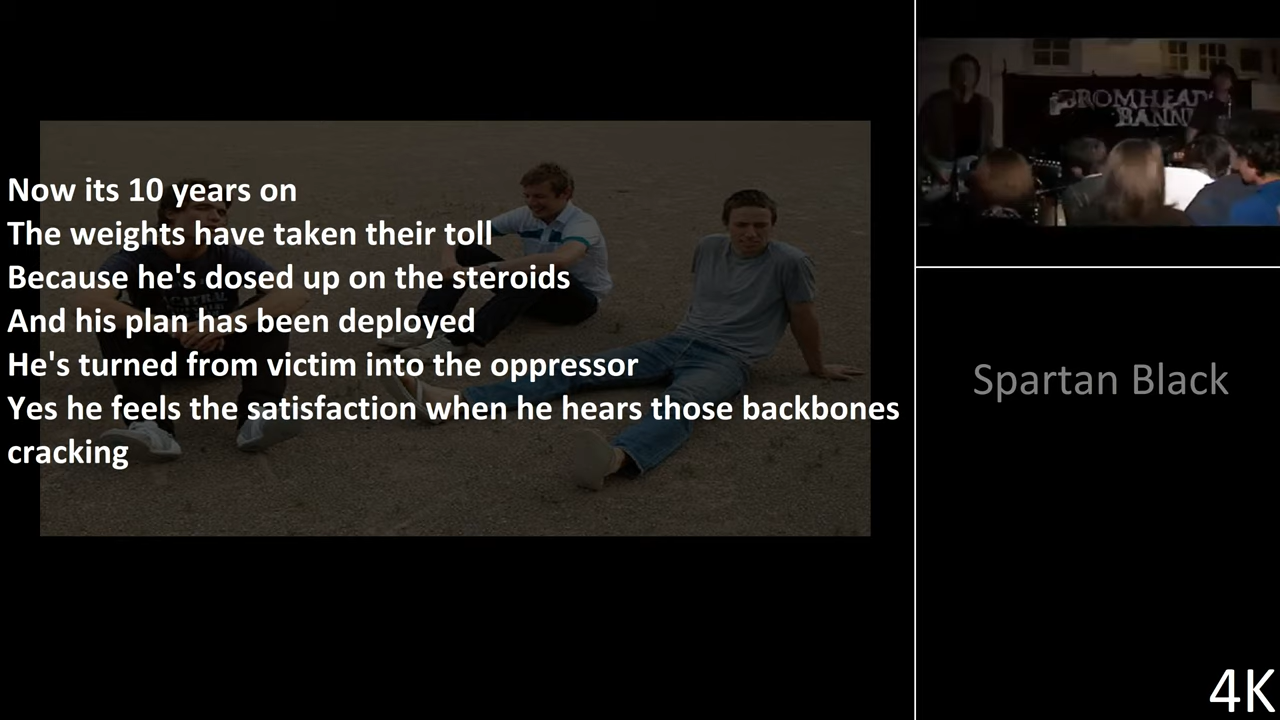 Now its 10 years on
The weights have taken their toll
Because he's dosed up on the steroids
And his plan has been deployed
He's turned from victim into the oppressor
Yes he feels the satisfaction when he hears those backbones
cracking
Spartan Black
4K